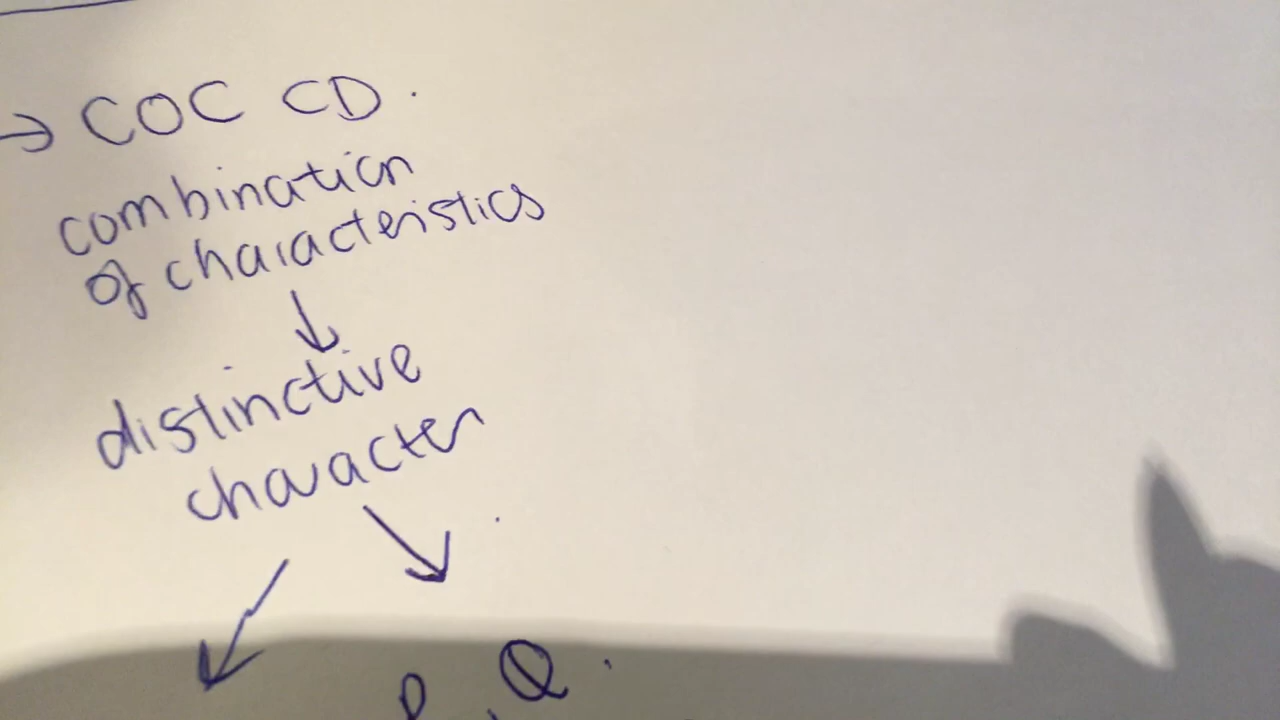 → COC CD.
combination
of characteristics
↓
distinctive
character
Q.